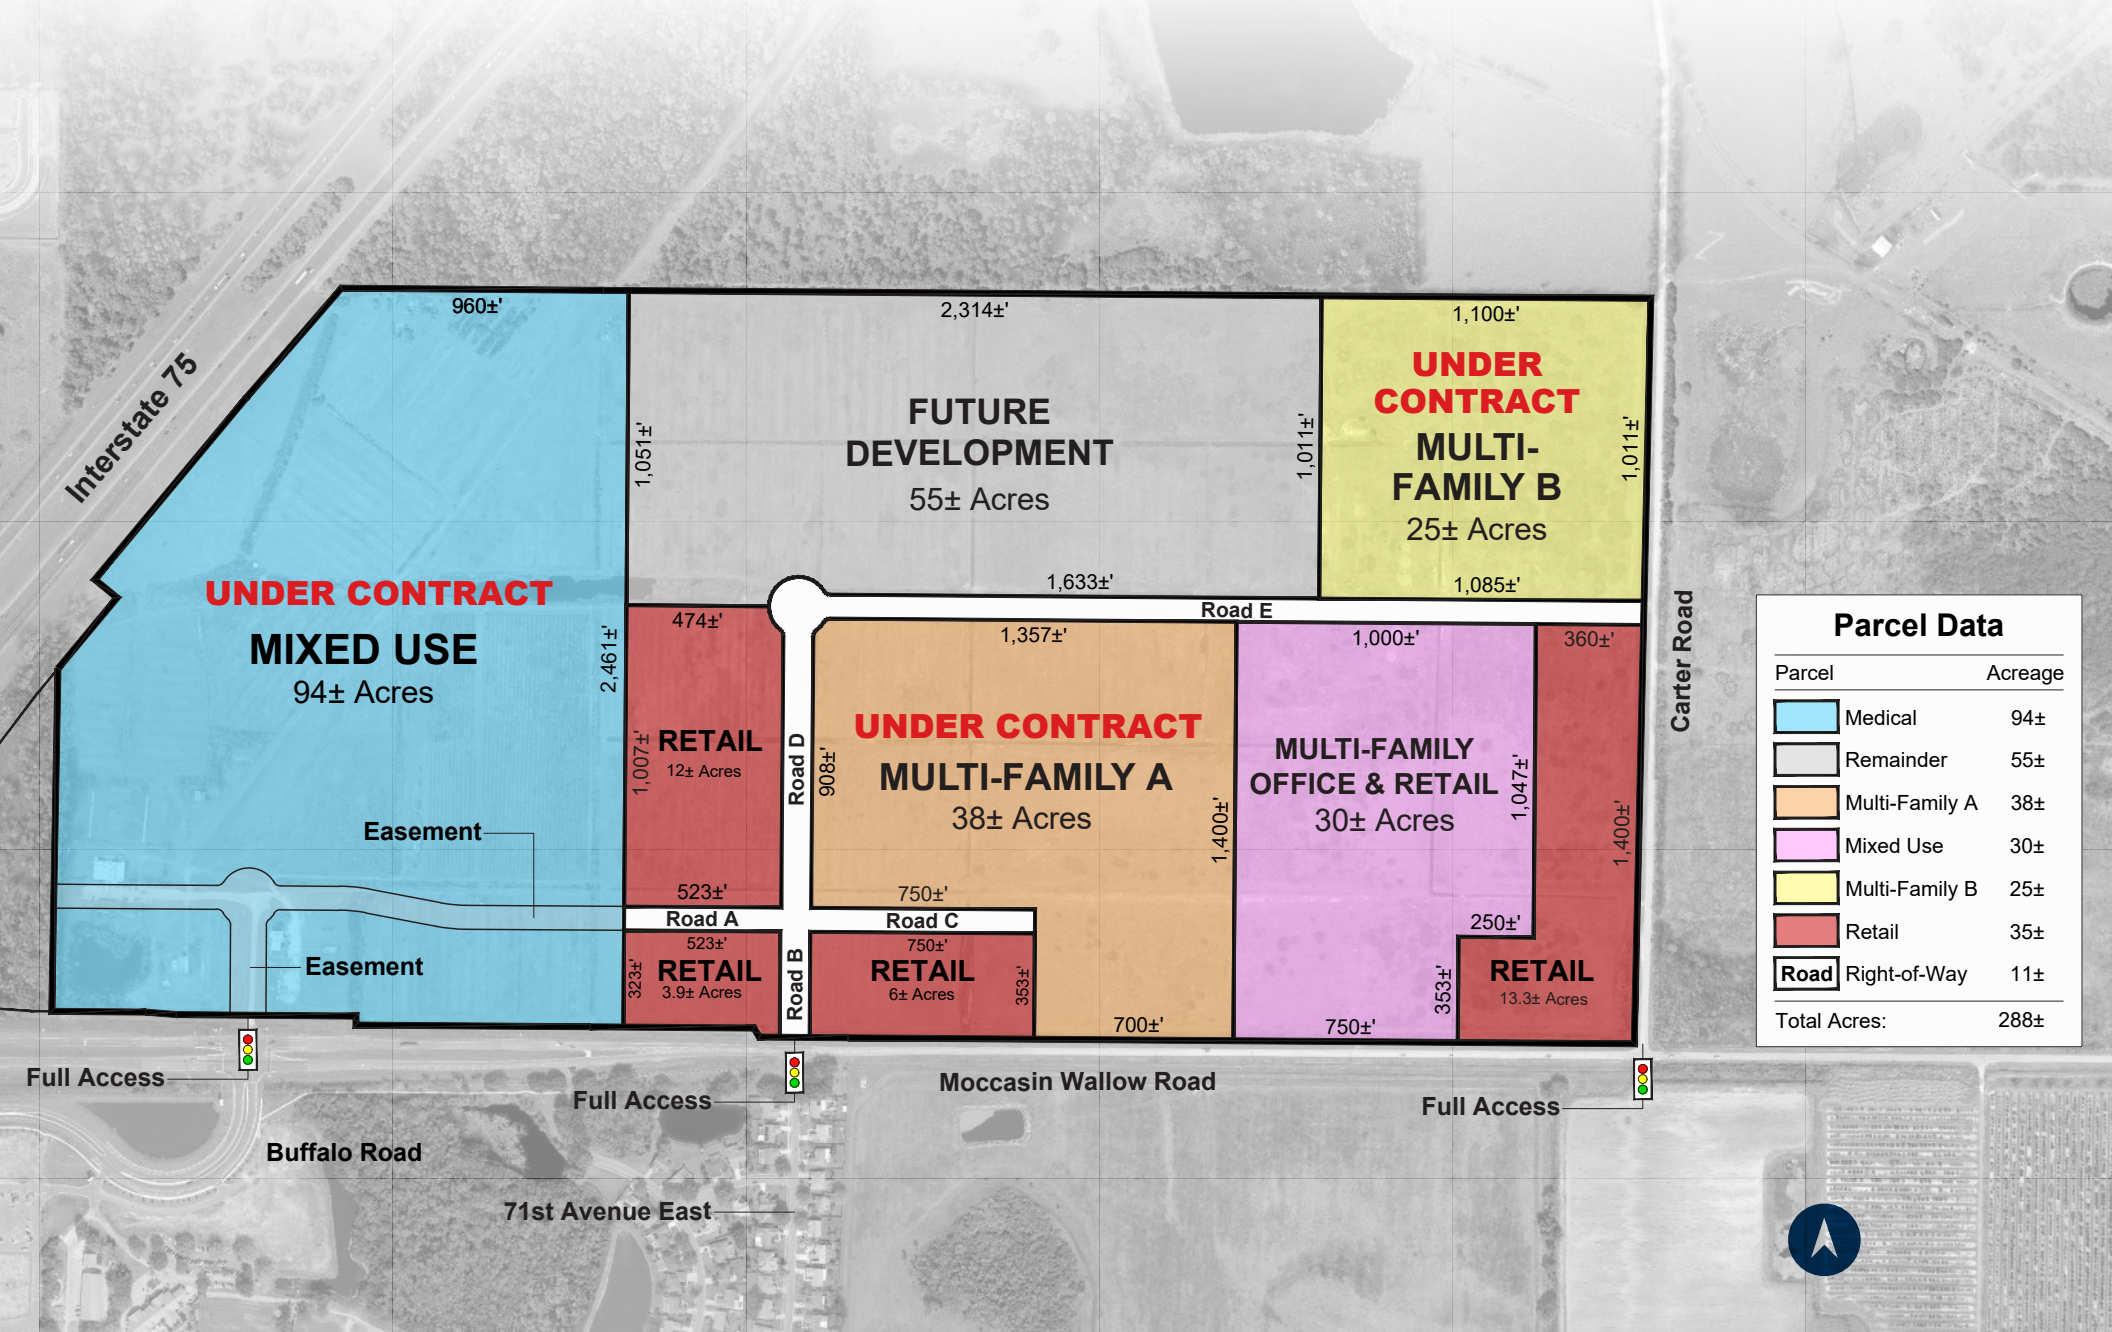 960±'
2,314±'
1,100±'
Interstate 75
UNDER
CONTRACT
MULTI-
FAMILY B
25± Acres
1,011±'
1,085±'
FUTURE
DEVELOPMENT
55± Acres
1,051±'
1,011±'
1,633±'
UNDER CONTRACT
MIXED USE
94± Acres
2,461±'
Road E
474±'
1,357±'
1,000±'
360±'
Carter Road
RETAIL
12± Acres
1,007±'
523±'
Road D
908±'
UNDER CONTRACT
MULTI-FAMILY A
38± Acres
1,400±'
750±'
MULTI-FAMILY
OFFICE & RETAIL
30± Acres
1,047±'
1,400±'
250±'
Easement
Easement
Road A
Road C
523±'
RETAIL
3.9± Acres
323±'
Road B
750±'
RETAIL
6± Acres
353±'
700±'
750±'
353±'
RETAIL
13.3± Acres
Parcel Data
Parcel Acreage
Medical 94±
Remainder 55±
Multi-Family A 38±
Mixed Use 30±
Multi-Family B 25±
Retail 35±
Road Right-of-Way 11±
Total Acres: 288±
Full Access
Full Access
Moccasin Wallow Road
Full Access
Buffalo Road
71st Avenue East